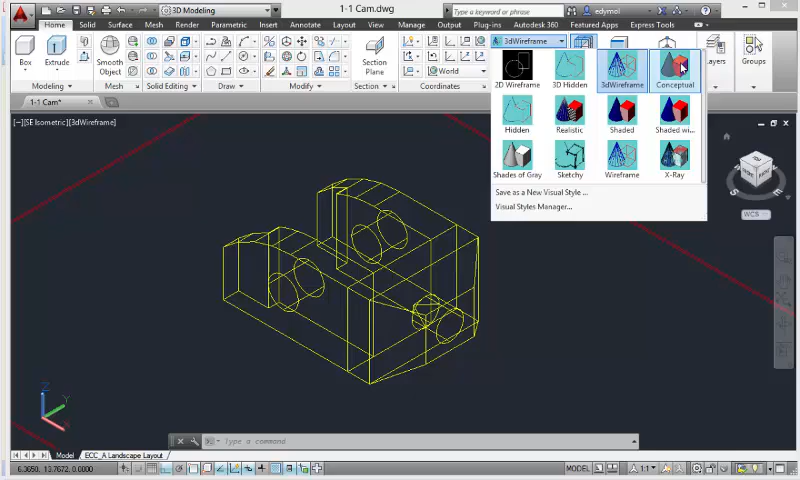 3D Modeling
1-1 Cam.dwg
Type a keyword or phrase
edymol
Home Solid Surface Mesh Render Parametric Insert Annotate Layout View Manage Output Plug-ins Autodesk 360 Featured Apps Express Tools
3dWireframe
Box
Extrude
Smooth
Object
Section
Plane
World
Layers
Groups
Modeling
Solid Editing
Modify
Section
Coordinates
2D Wireframe
3D Hidden
3dWireframe
Conceptual
Hidden
Realistic
Shaded
Shaded wi...
Shades of Gray
Sketchy
Wireframe
X-Ray
Save as a New Visual Style ...
Visual Styles Manager...
1-1 Cam*
[−][SE Isometric][3dWireframe]
FRONT
RIGHT
S
E
WCS
Z
Y
X
Type a command
Model
ECC_A Landscape Layout
6.3650, 13.7672, 0.0000
MODEL
1:1